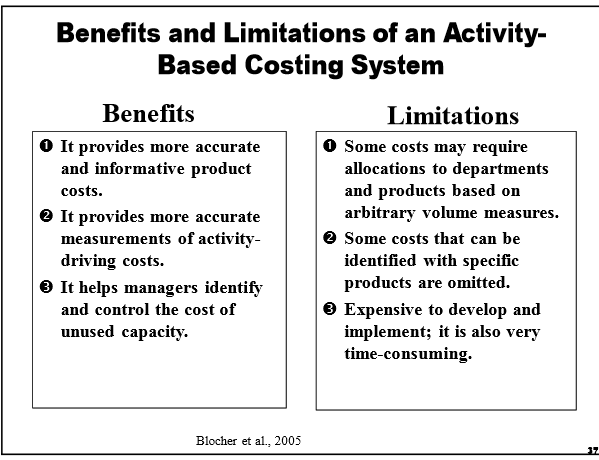 Benefits and Limitations of an Activity-
Based Costing System
Benefits
❶ It provides more accurate
and informative product
costs.
❷ It provides more accurate
measurements of activity-
driving costs.
❸ It helps managers identify
and control the cost of
unused capacity.
Limitations
❶ Some costs may require
allocations to departments
and products based on
arbitrary volume measures.
❷ Some costs that can be
identified with specific
products are omitted.
❸ Expensive to develop and
implement; it is also very
time-consuming.
Blocher et al., 2005
37